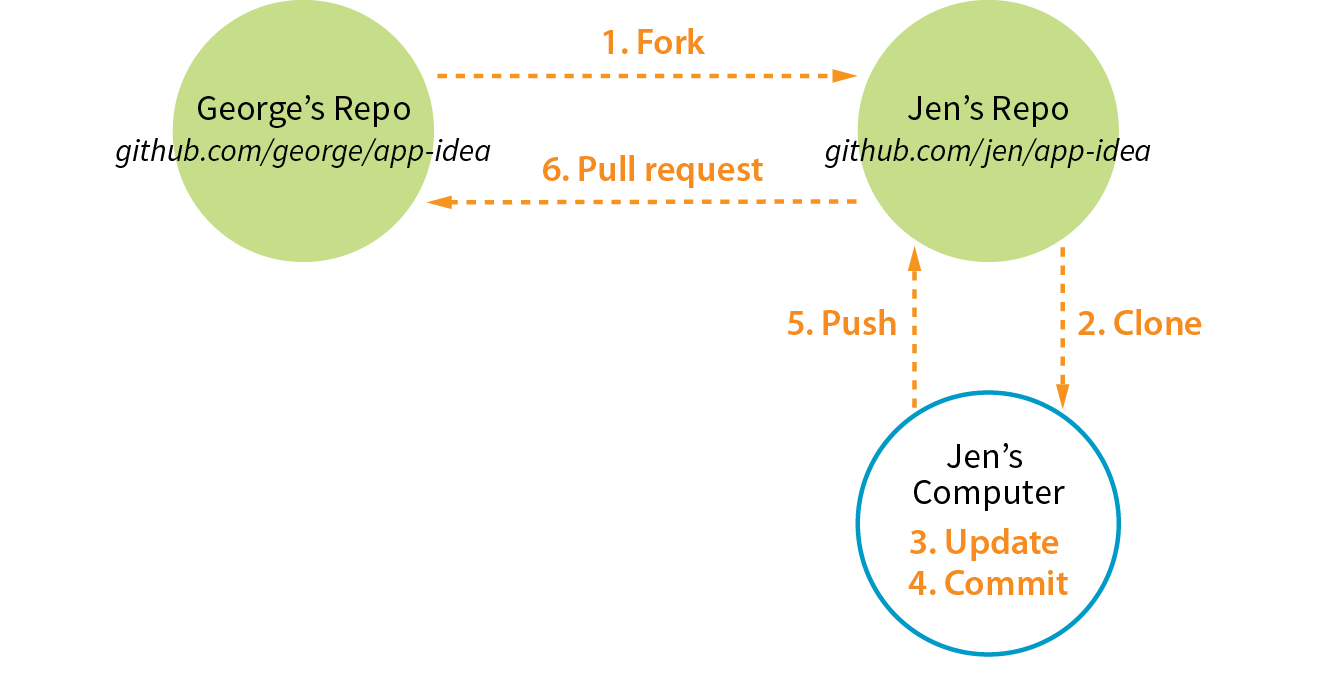 1. Fork
George’s Repo
github.com/george/app-idea
Jen’s Repo
github.com/jen/app-idea
6. Pull request
5. Push
2. Clone
Jen’s
Computer
3. Update
4. Commit